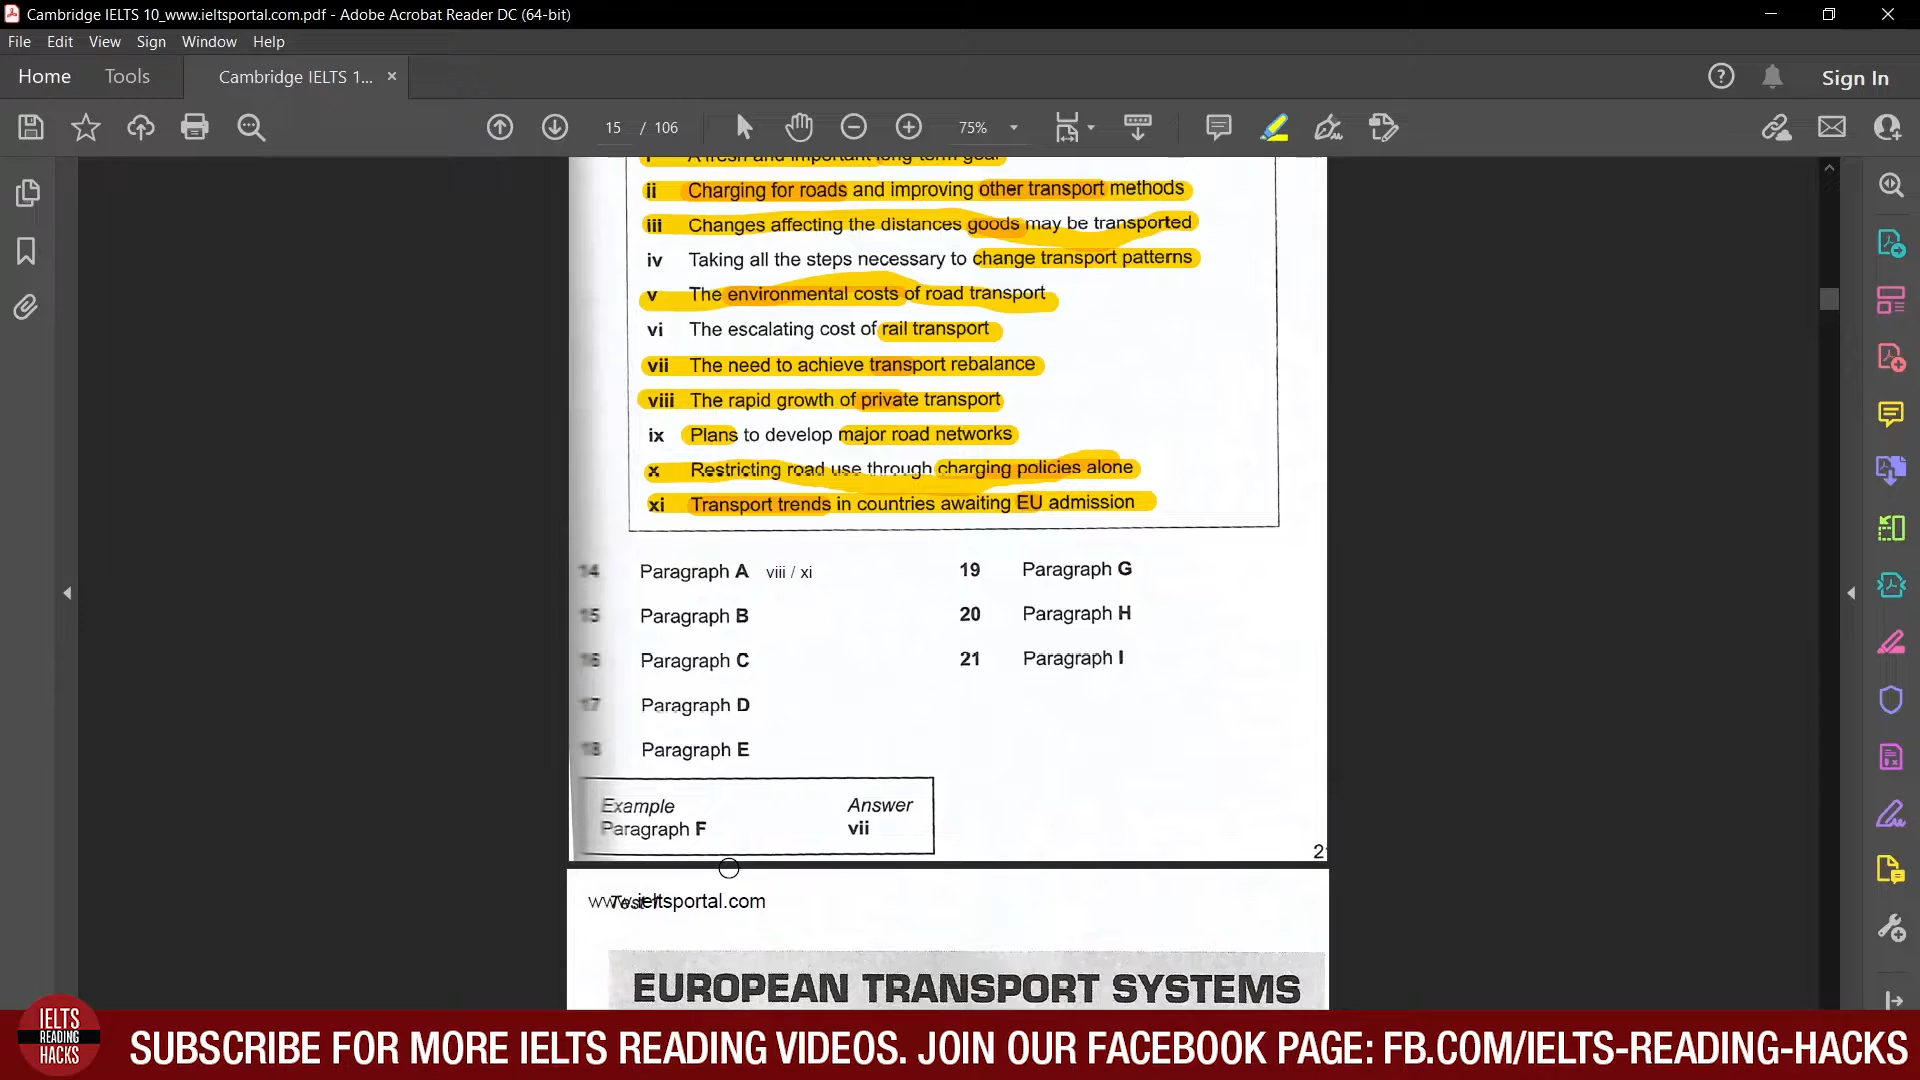 Cambridge IELTS 10_www.ieltsportal.com.pdf - Adobe Acrobat Reader DC (64-bit)
File Edit View Sign Window Help
Home Tools Cambridge IELTS 1... × Sign In
15 / 106 75%
i A fresh and important long-term goal
ii Charging for roads and improving other transport methods
iii Changes affecting the distances goods may be transported
iv Taking all the steps necessary to change transport patterns
v The environmental costs of road transport
vi The escalating cost of rail transport
vii The need to achieve transport rebalance
viii The rapid growth of private transport
ix Plans to develop major road networks
x Restricting road use through charging policies alone
xi Transport trends in countries awaiting EU admission
14 Paragraph A viii / xi 19 Paragraph G
15 Paragraph B 20 Paragraph H
16 Paragraph C 21 Paragraph I
17 Paragraph D
18 Paragraph E
Example Answer
Paragraph F vii
www.ieltsportal.com
EUROPEAN TRANSPORT SYSTEMS
IELTS
READING
HACKS
SUBSCRIBE FOR MORE IELTS READING VIDEOS. JOIN OUR FACEBOOK PAGE: FB.COM/IELTS-READING-HACKS